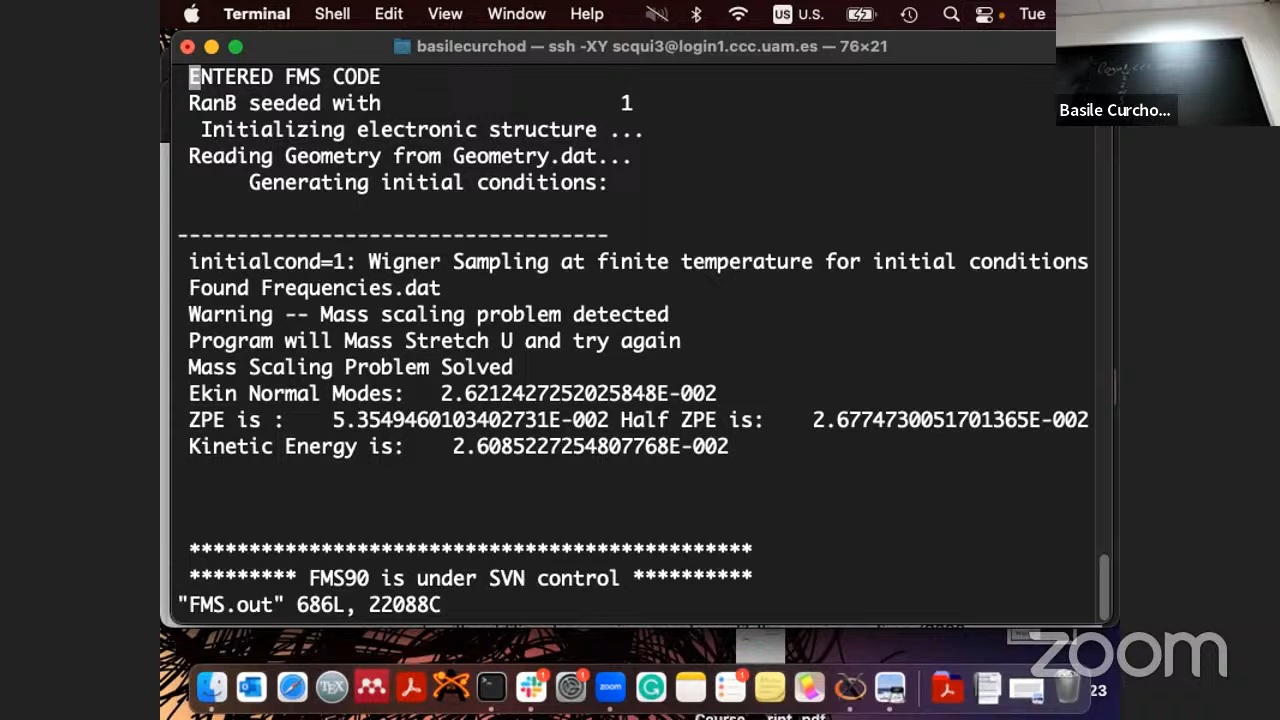 Terminal Shell Edit View Window Help US U.S. Tue
basilecurchod — ssh -XY scqui3@login1.ccc.uam.es — 76×21
ENTERED FMS CODE
RanB seeded with 1
Initializing electronic structure ...
Reading Geometry from Geometry.dat...
Generating initial conditions:
-----------------------------------
initialcond=1: Wigner Sampling at finite temperature for initial conditions
Found Frequencies.dat
Warning -- Mass scaling problem detected
Program will Mass Stretch U and try again
Mass Scaling Problem Solved
Ekin Normal Modes: 2.6212427252025848E-002
ZPE is : 5.3549460103402731E-002 Half ZPE is: 2.6774730051701365E-002
Kinetic Energy is: 2.6085227254807768E-002
***********************************************
********* FMS90 is under SVN control **********
"FMS.out" 686L, 22088C
Basile Curcho...
zoom
zoom
23